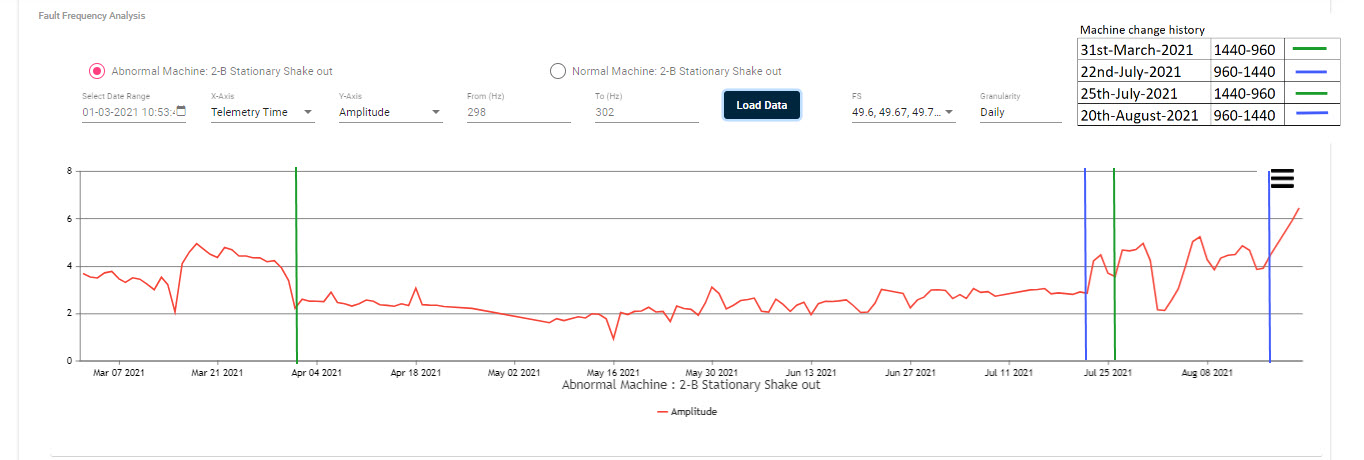 Fault Frequency Analysis
Machine change history
31st-March-2021 1440-960
22nd-July-2021 960-1440
25th-July-2021 1440-960
20th-August-2021 960-1440
Abnormal Machine: 2-B Stationary Shake out Normal Machine: 2-B Stationary Shake out
Select Date Range X-Axis Y-Axis From (Hz) To (Hz) FS Granularity
01-03-2021 10:53:4 Telemetry Time Amplitude 298 302 Load Data 49.6, 49.67, 49.7... Daily
8
6
4
2
0
Mar 07 2021 Mar 21 2021 Apr 04 2021 Apr 18 2021 May 02 2021 May 16 2021 May 30 2021 Jun 13 2021 Jun 27 2021 Jul 11 2021 Jul 25 2021 Aug 08 2021
Abnormal Machine : 2-B Stationary Shake out
Amplitude